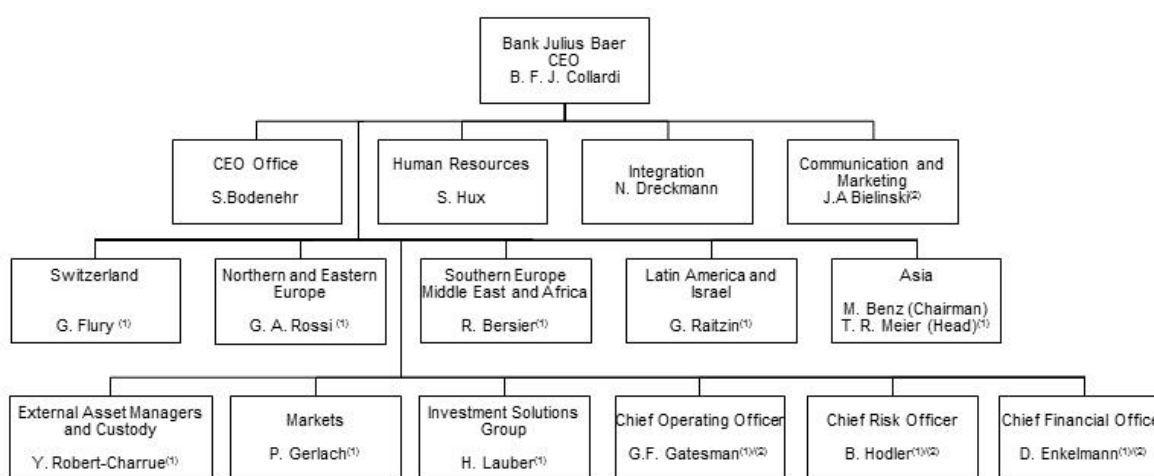 Bank Julius Baer
CEO
B. F. J. Collardi
CEO Office
S.Bodenehr
Human Resources
S. Hux
Integration
N. Dreckmann
Communication and
Marketing
J.A Bielinski(2)
Switzerland
G. Flury (1)
Northern and Eastern
Europe
G. A. Rossi (1)
Southern Europe
Middle East and Africa
R. Bersier(1)
Latin America and
Israel
G. Raitzin(1)
Asia
M. Benz (Chairman)
T. R. Meier (Head)(1)
External Asset Managers
and Custody
Y. Robert-Charrue(1)
Markets
P. Gerlach(1)
Investment Solutions
Group
H. Lauber(1)
Chief Operating Officer
G.F. Gatesman(1)/(2)
Chief Risk Officer
B. Hodler(1)/(2)
Chief Financial Office
D. Enkelmann(1)/(2)